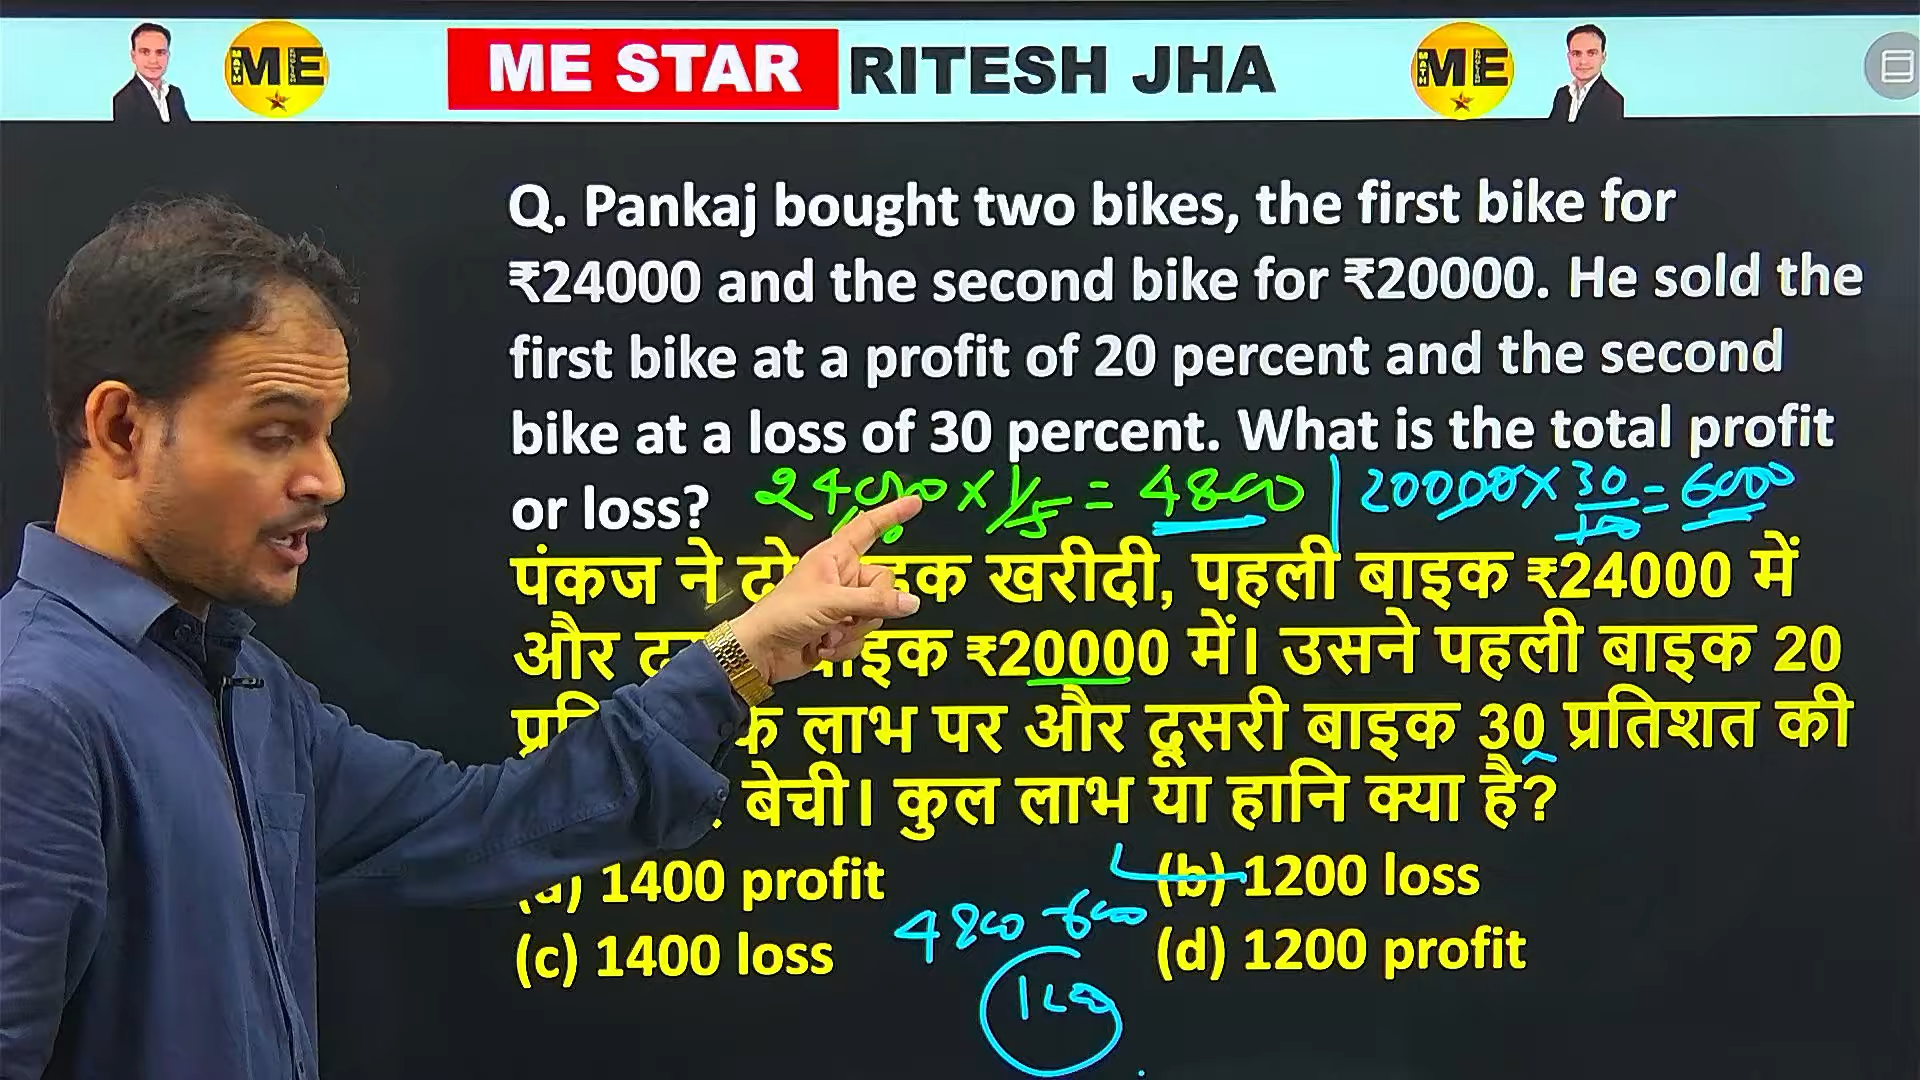 ME ME STAR RITESH JHA ME
Q. Pankaj bought two bikes, the first bike for
₹24000 and the second bike for ₹20000. He sold the
first bike at a profit of 20 percent and the second
bike at a loss of 30 percent. What is the total profit
or loss? = 4800 20000 × 30/100 = 6000
पंकज ने खरीदी, पहली बाइक ₹24000 में
और ₹20000 में। उसने पहली बाइक 20
लाभ पर और दूसरी बाइक 30 प्रतिशत की
बेची। कुल लाभ या हानि क्या है?
1400 profit (b) 1200 loss
4800
(c) 1400 loss (d) 1200 profit